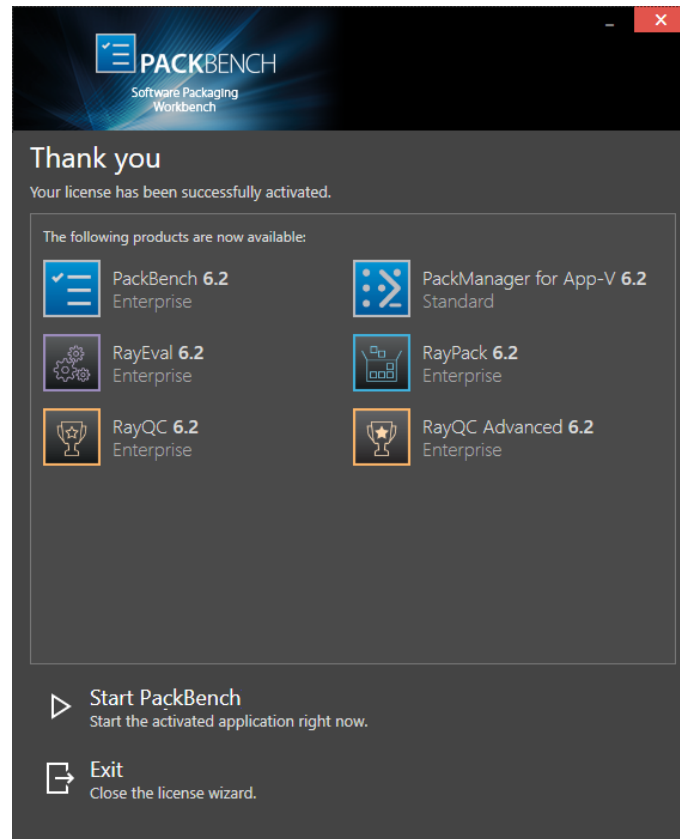 PACKBENCH
Software Packaging
Workbench
Thank you
Your license has been successfully activated.
The following products are now available:
PackBench 6.2
Enterprise
PackManager for App-V 6.2
Standard
RayEval 6.2
Enterprise
RayPack 6.2
Enterprise
RayQC 6.2
Enterprise
RayQC Advanced 6.2
Enterprise
Start PackBench
Start the activated application right now.
Exit
Close the license wizard.